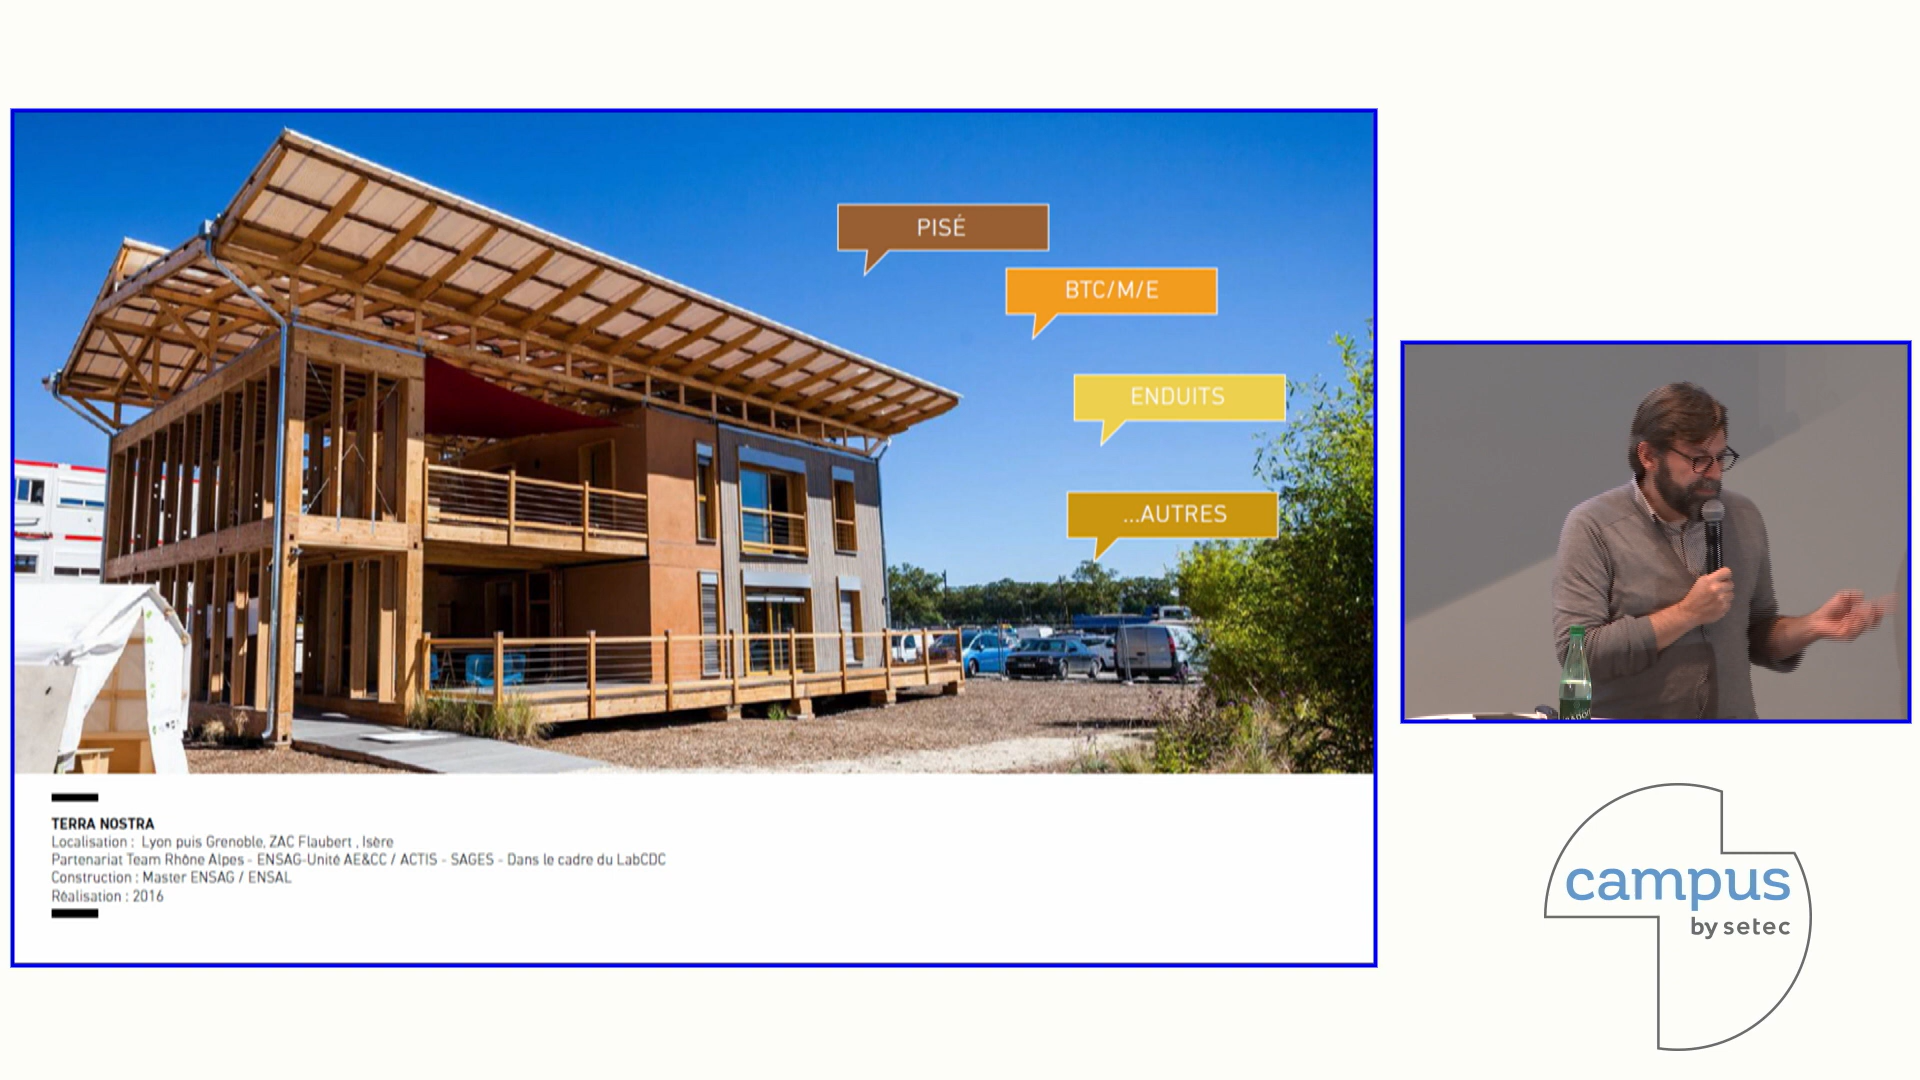 PISÉ
BTC/M/E
ENDUITS
...AUTRES
TERRA NOSTRA
Localisation : Lyon puis Grenoble, ZAC Flaubert , Isère
Partenariat Team Rhône Alpes - ENSAG-Unité AE&CC / ACTIS - SAGES - Dans le cadre du LabCDC
Construction : Master ENSAG / ENSAL
Réalisation : 2016
campus
by setec